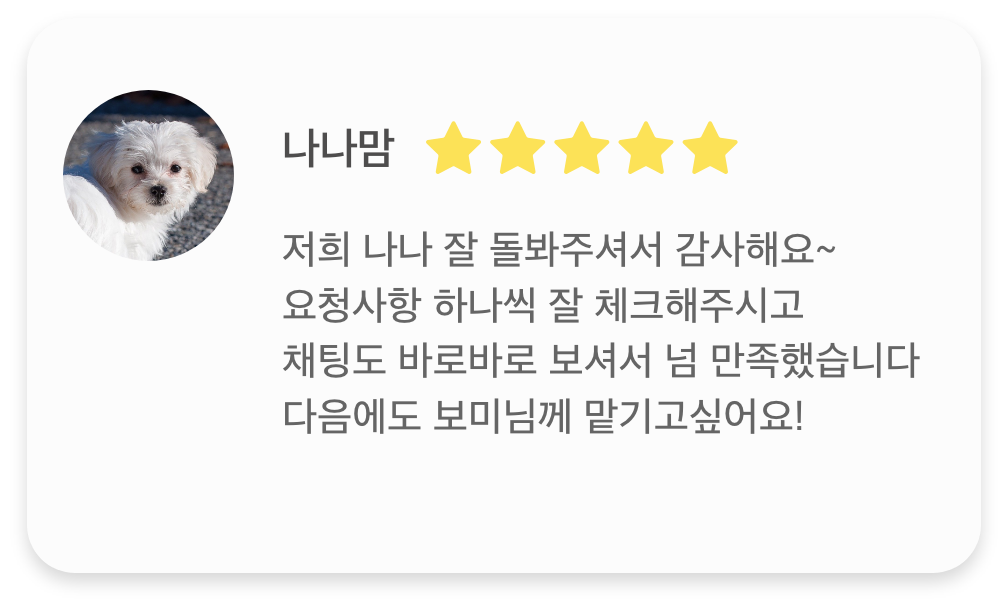 나나맘
저희 나나 잘 돌봐주셔서 감사해요~
요청사항 하나씩 잘 체크해주시고
채팅도 바로바로 보셔서 넘 만족했습니다
다음에도 보미님께 맡기고싶어요!